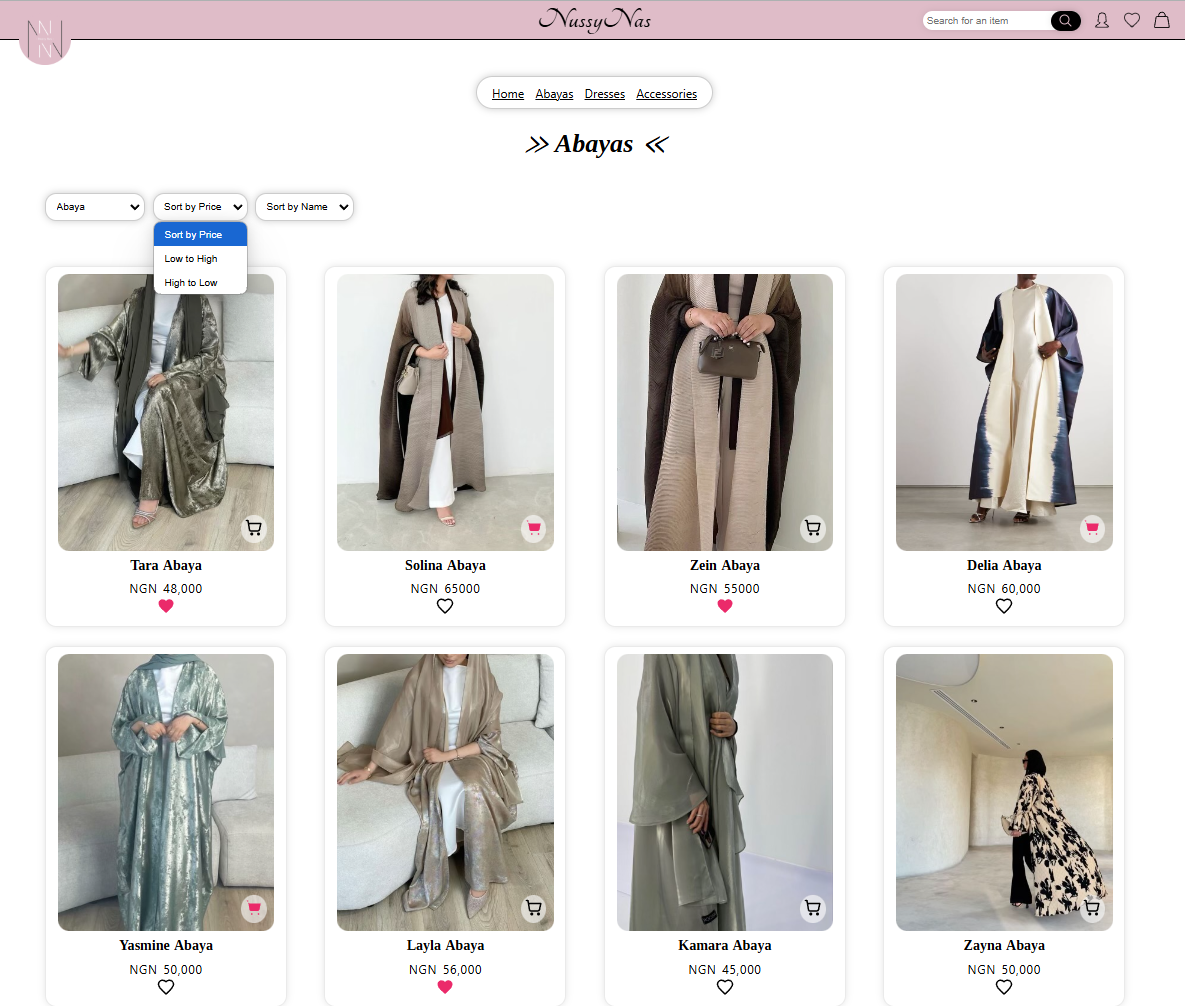 NussyNas
Search for an item
NN
NN
Home Abayas Dresses Accessories
Abayas
Abaya Sort by Price Sort by Name
Sort by Price
Low to High
High to Low
Tara Abaya
NGN 48,000
Solina Abaya
NGN 65000
Zein Abaya
NGN 55000
Delia Abaya
NGN 60,000
Yasmine Abaya
NGN 50,000
Layla Abaya
NGN 56,000
Kamara Abaya
NGN 45,000
Zayna Abaya
NGN 50,000